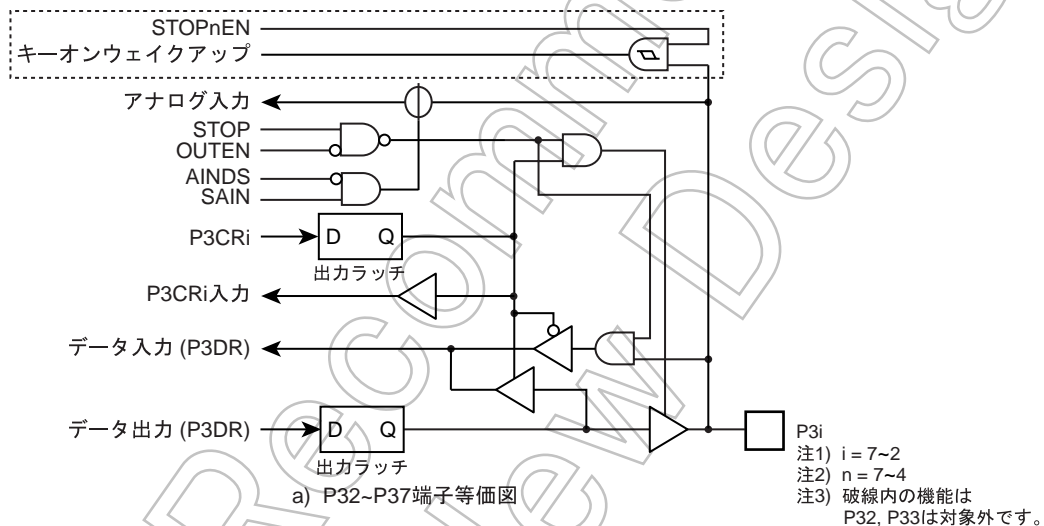 STOPnEN
キーオンウェイクアップ
アナログ入力
STOP
OUTEN
AINDS
SAIN
P3CRi
D Q
出力ラッチ
P3CRi入力
データ入力 (P3DR)
データ出力 (P3DR)
D Q
出力ラッチ
P3i
注1) i = 7~2
注2) n = 7~4
注3) 破線内の機能は
P32, P33は対象外です。
a) P32~P37端子等価図